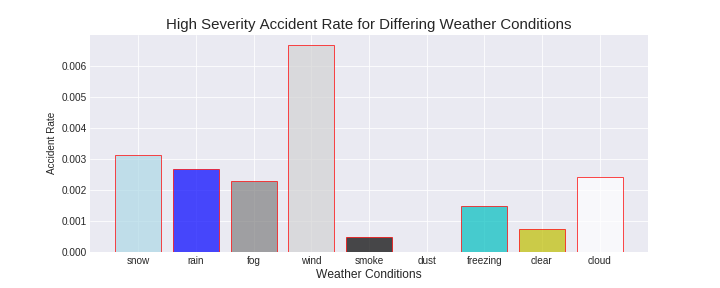 High Severity Accident Rate for Differing Weather Conditions
0.006
0.005
0.004
0.003
0.002
0.001
0.000
Accident Rate
snow rain fog wind smoke dust freezing clear cloud
Weather Conditions